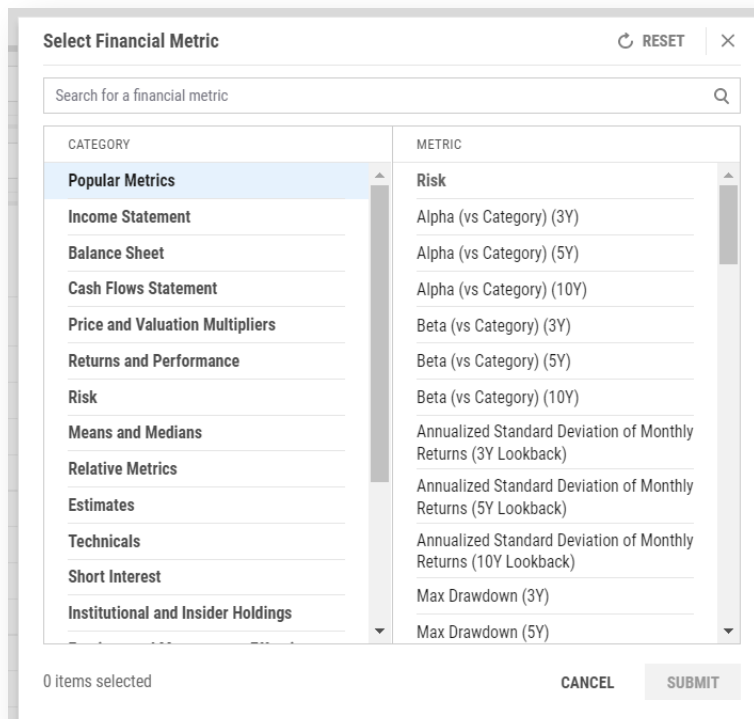 Select Financial Metric
RESET
Search for a financial metric
CATEGORY
Popular Metrics
Income Statement
Balance Sheet
Cash Flows Statement
Price and Valuation Multipliers
Returns and Performance
Risk
Means and Medians
Relative Metrics
Estimates
Technicals
Short Interest
Institutional and Insider Holdings
METRIC
Risk
Alpha (vs Category) (3Y)
Alpha (vs Category) (5Y)
Alpha (vs Category) (10Y)
Beta (vs Category) (3Y)
Beta (vs Category) (5Y)
Beta (vs Category) (10Y)
Annualized Standard Deviation of Monthly
Returns (3Y Lookback)
Annualized Standard Deviation of Monthly
Returns (5Y Lookback)
Annualized Standard Deviation of Monthly
Returns (10Y Lookback)
Max Drawdown (3Y)
Max Drawdown (5Y)
0 items selected
CANCEL
SUBMIT